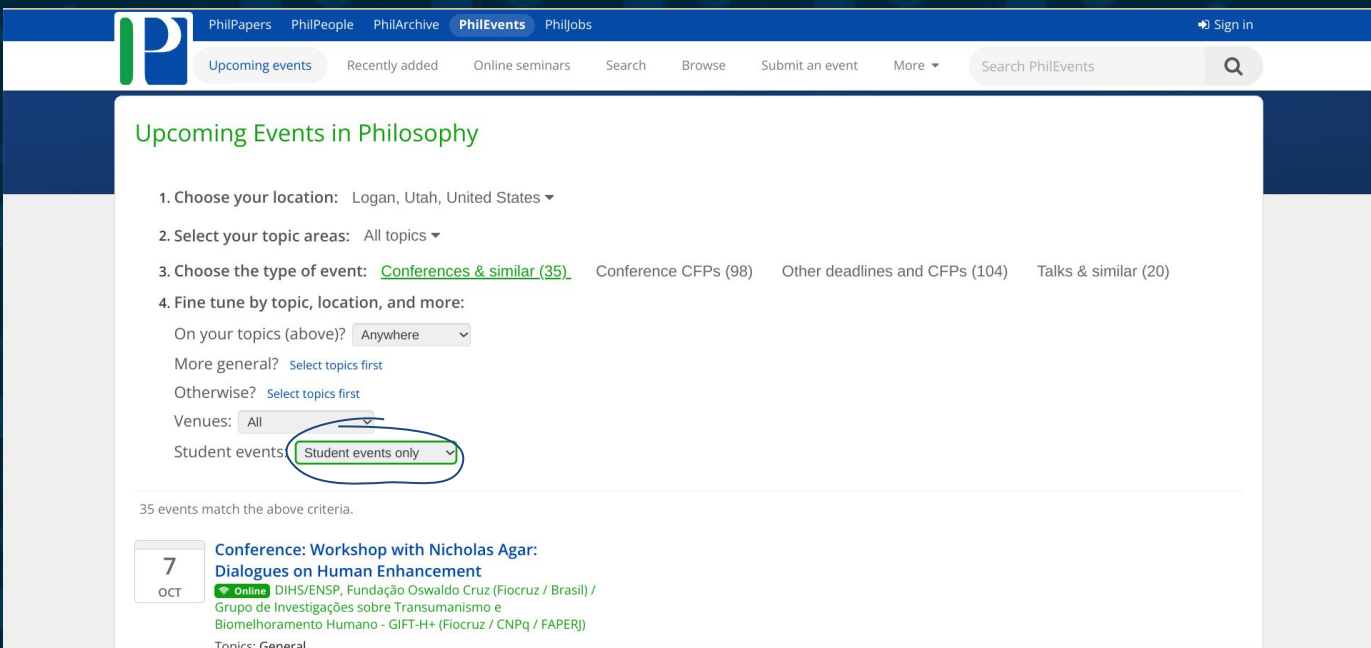 PhilPapers PhilPeople PhilArchive PhilEvents PhilJobs Sign in
Upcoming events Recently added Online seminars Search Browse Submit an event More Search PhilEvents
Upcoming Events in Philosophy
1. Choose your location: Logan, Utah, United States
2. Select your topic areas: All topics
3. Choose the type of event: Conferences & similar (35) Conference CFPs (98) Other deadlines and CFPs (104) Talks & similar (20)
4. Fine tune by topic, location, and more:
On your topics (above)? Anywhere
More general? Select topics first
Otherwise? Select topics first
Venues: All
Student events: Student events only
35 events match the above criteria.
7
OCT
Conference: Workshop with Nicholas Agar:
Dialogues on Human Enhancement
Online DIHS/ENSP, Fundação Oswaldo Cruz (Fiocruz / Brasil) /
Grupo de Investigações sobre Transumanismo e
Biomelhoramento Humano - GIFT-H+ (Fiocruz / CNPq / FAPERJ)
Topics: General